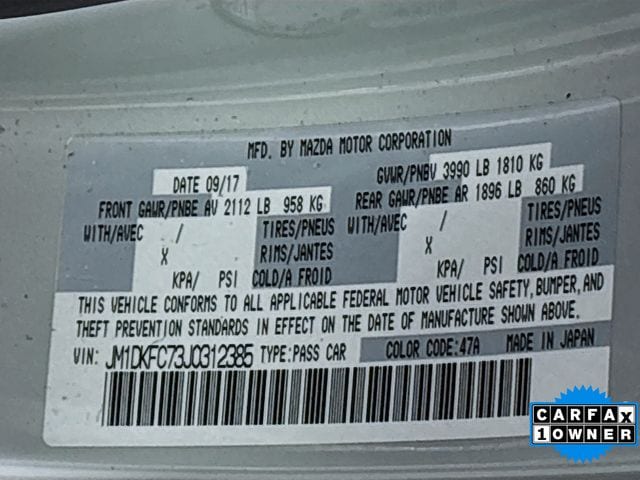 MFD. BY MAZDA MOTOR CORPORATION
DATE 09/17 GVWR/PNBV 3990 LB 1810 KG
FRONT GAWR/PNBE AV 2112 LB 958 KG REAR GAWR/PNBE AR 1896 LB 860 KG
WITH/AVEC / TIRES/PNEUS WITH/AVEC / TIRES/PNEUS
X RIMS/JANTES X RIMS/JANTES
KPA/ PSI COLD/A FROID KPA/ PSI COLD/A FROID
THIS VEHICLE CONFORMS TO ALL APPLICABLE FEDERAL MOTOR VEHICLE SAFETY, BUMPER, AND
THEFT PREVENTION STANDARDS IN EFFECT ON THE DATE OF MANUFACTURE SHOWN ABOVE.
VIN: JM1DKFC73J0312385 TYPE:PASS CAR COLOR CODE:47A MADE IN JAPAN
CARFAX
1 OWNER